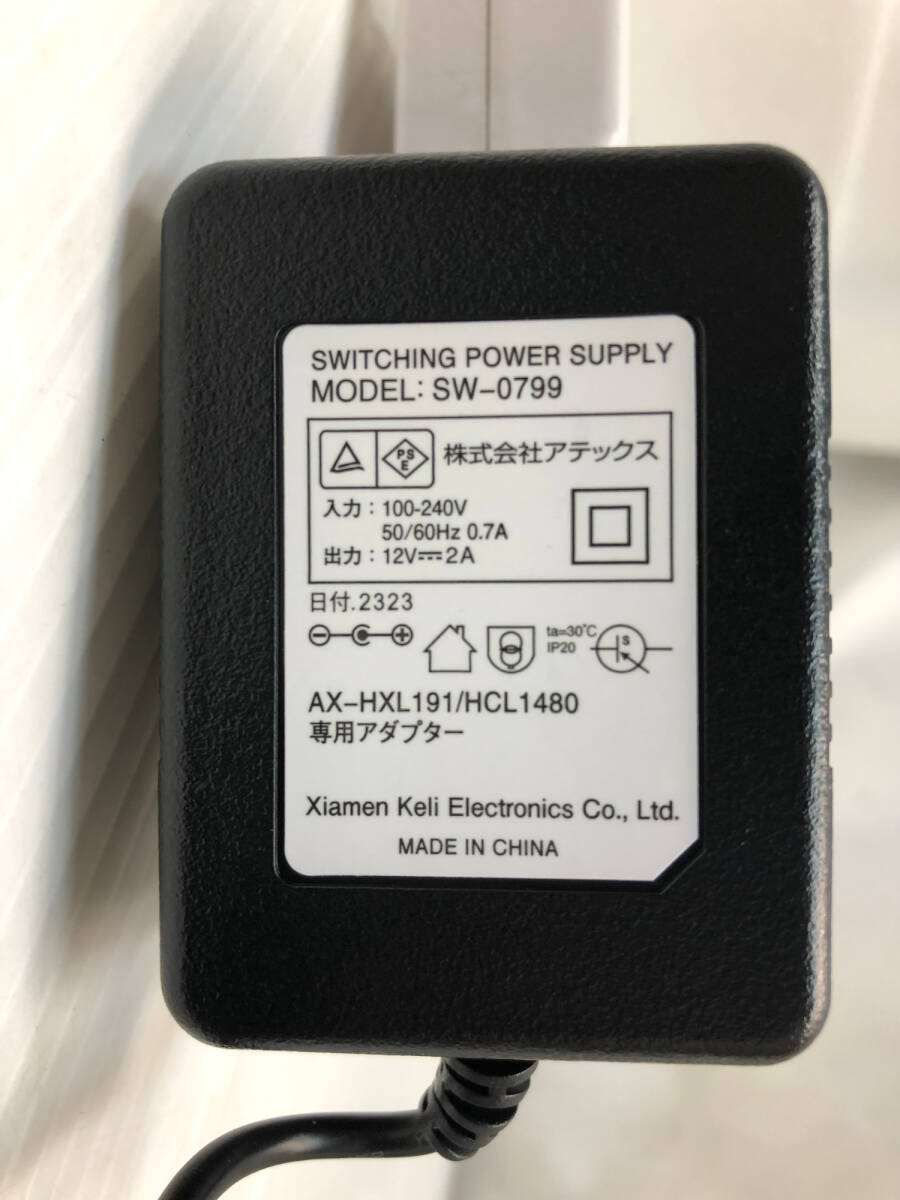 SWITCHING POWER SUPPLY
MODEL: SW-0799
PSE 株式会社アテックス
入力：100-240V
50/60Hz 0.7A
出力：12V⎓2A
日付.2323
ta=30℃
IP20
S
AX-HXL191/HCL1480
専用アダプター
Xiamen Keli Electronics Co., Ltd.
MADE IN CHINA